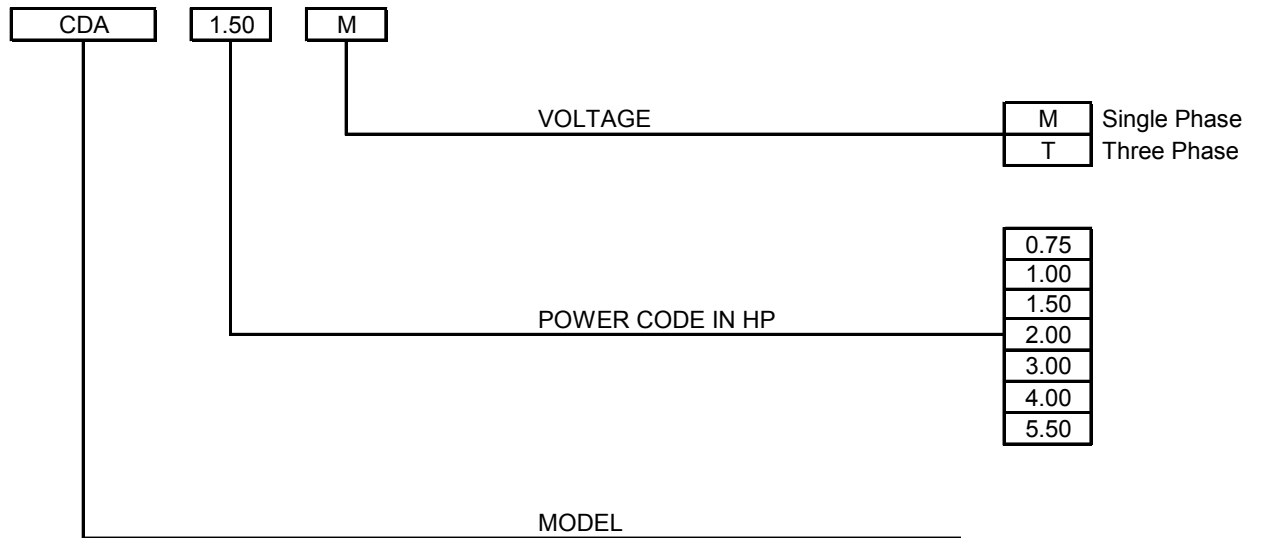 CDA 1.50 M
VOLTAGE
M Single Phase
T Three Phase
0.75
1.00
1.50
POWER CODE IN HP
2.00
3.00
4.00
5.50
MODEL